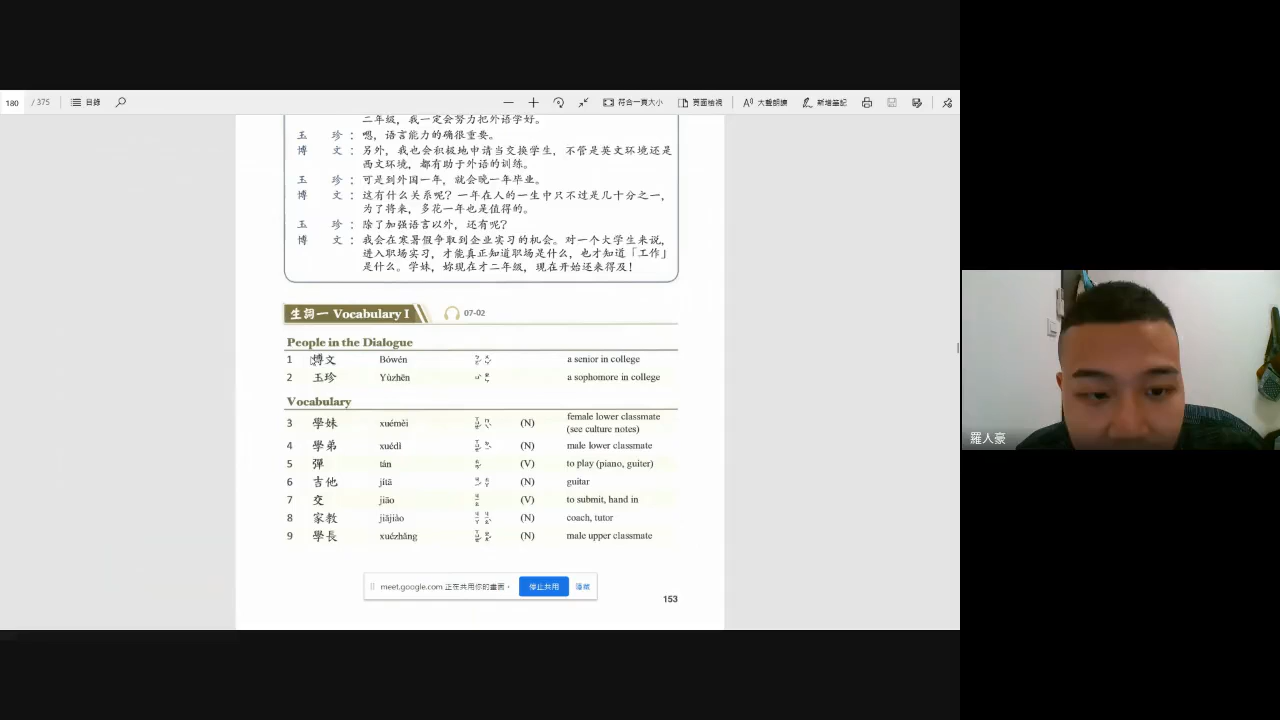 180 / 375 目錄 符合一頁大小 頁面檢視 大聲朗讀 新增筆記
二年级，我一定会努力把外语学好。
玉 珍：嗯，语言能力的确很重要。
博 文：另外，我也会积极地申请当交换学生，不管是英文环境还是
西文环境，都有助于外语的训练。
玉 珍：可是到外国一年，就会晚一年毕业。
博 文：这有什么关系呢？一年在人的一生中只不过是几十分之一，
为了将来，多花一年也是值得的。
玉 珍：除了加强语言以外，还有呢？
博 文：我会在寒暑假争取到企业实习的机会。对一个大学生来说，
进入职场实习，才能真正知道职场是什么，也才知道「工作」
是什么。学妹，妳现在才二年级，现在开始还来得及！
生詞一 Vocabulary I 07-02
People in the Dialogue
1 博文 Bówén a senior in college
2 玉珍 Yùzhēn a sophomore in college
Vocabulary
3 學妹 xuémèi (N) female lower classmate
(see culture notes)
4 學弟 xuédì (N) male lower classmate
5 彈 tán (V) to play (piano, guiter)
6 吉他 jítā (N) guitar
7 交 jiāo (V) to submit, hand in
8 家教 jiājiào (N) coach, tutor
9 學長 xuézhǎng (N) male upper classmate
meet.google.com 正在共用你的畫面。 停止共用 隱藏
153
羅人豪